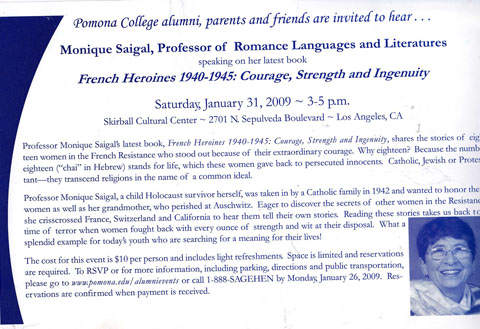 Pomona College alumni, parents and friends are invited to hear . . .
Monique Saigal, Professor of Romance Languages and Literatures
speaking on her latest book
French Heroines 1940-1945: Courage, Strength and Ingenuity
Saturday, January 31, 2009 ~ 3-5 p.m.
Skirball Cultural Center ~ 2701 N. Sepulveda Boulevard ~ Los Angeles, CA
Professor Monique Saigal's latest book, French Heroines 1940-1945: Courage, Strength and Ingenuity, shares the stories of eig
teen women in the French Resistance who stood out because of their extraordinary courage. Why eighteen? Because the numb
eighteen ("chai" in Hebrew) stands for life, which these women gave back to persecuted innocents. Catholic, Jewish or Protes
tant—they transcend religions in the name of a common ideal.
Professor Monique Saigal, a child Holocaust survivor herself, was taken in by a Catholic family in 1942 and wanted to honor the
women as well as her grandmother, who perished at Auschwitz. Eager to discover the secrets of other women in the Resistanc
she crisscrossed France, Switzerland and California to hear them tell their own stories. Reading these stories takes us back to
time of terror when women fought back with every ounce of strength and wit at their disposal. What a
splendid example for today's youth who are searching for a meaning for their lives!
The cost for this event is $10 per person and includes light refreshments. Space is limited and reservations
are required. To RSVP or for more information, including parking, directions and public transportation,
please go to www.pomona.edu/alumnievents or call 1-888-SAGEHEN by Monday, January 26, 2009. Res-
ervations are confirmed when payment is received.